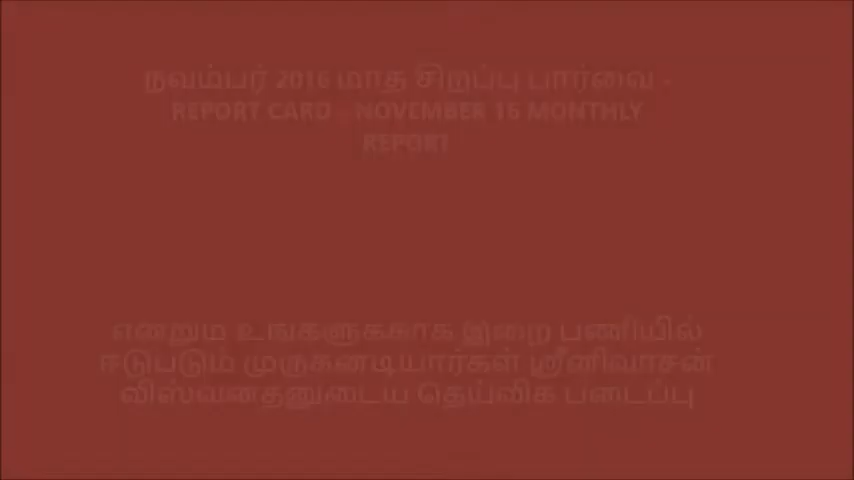 நவம்பர் 2016 மாத சிறப்பு பார்வை -
REPORT CARD - NOVEMBER 16 MONTHLY
REPORT
என்றும் உங்களுக்காக இறை பணியில்
ஈடுபடும் முருகனடியார்கள் ஸ்ரீனிவாசன்
விஸ்வநாதனுடைய தெய்விக படைப்பு